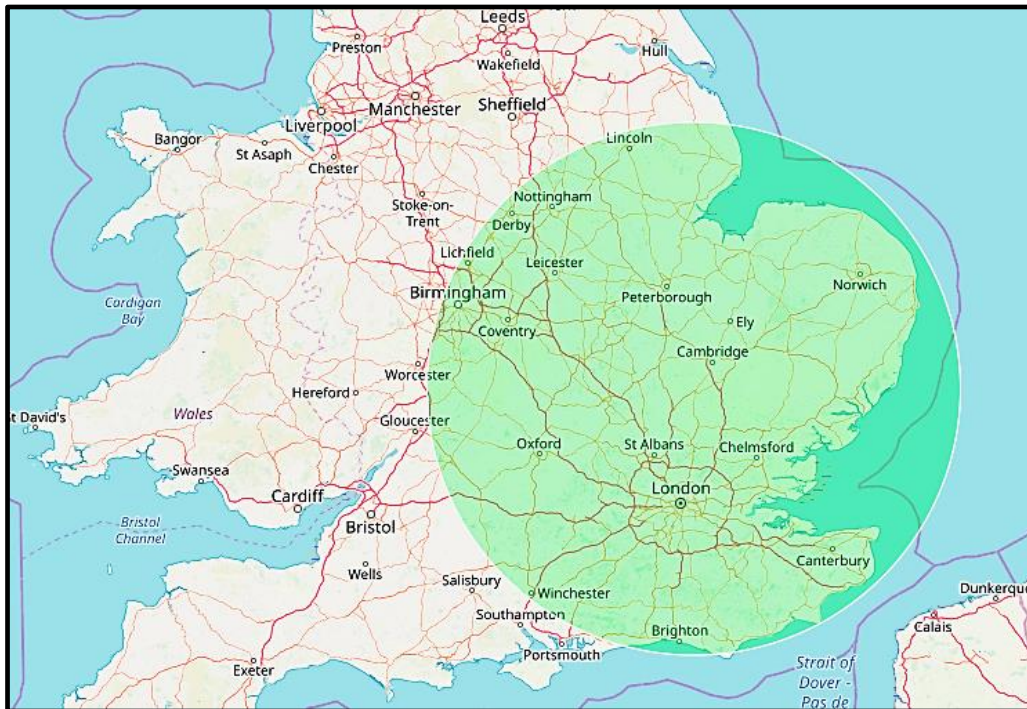 Leeds
Preston
Hull
Wakefield
Manchester
Sheffield
Liverpool
Bangor
St Asaph
Chester
Lincoln
Stoke-on-
Trent
Nottingham
Derby
Lichfield
Leicester
Norwich
Birmingham
Peterborough
Cardigan
Bay
Coventry
Ely
Cambridge
Worcester
Hereford
Wales
t David's
Gloucester
Oxford
St Albans
Chelmsford
Swansea
Cardiff
London
Bristol
Bristol
Channel
Canterbury
Wells
Salisbury
Winchester
Southampton
Brighton
Portsmouth
Dunkerque
Calais
Exeter
Strait of
Dover -
Pas de